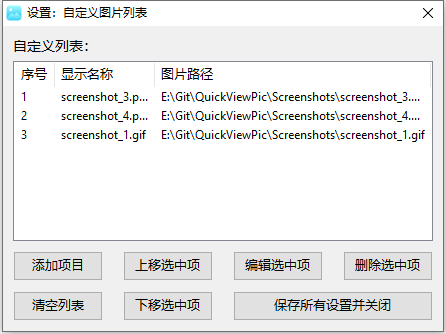 设置：自定义图片列表
自定义列表：
序号 显示名称 图片路径
1 screenshot_3.p... E:\Git\QuickViewPic\Screenshots\screenshot_3....
2 screenshot_4.p... E:\Git\QuickViewPic\Screenshots\screenshot_4....
3 screenshot_1.gif E:\Git\QuickViewPic\Screenshots\screenshot_1.gif
添加项目 上移选中项 编辑选中项 删除选中项
清空列表 下移选中项 保存所有设置并关闭